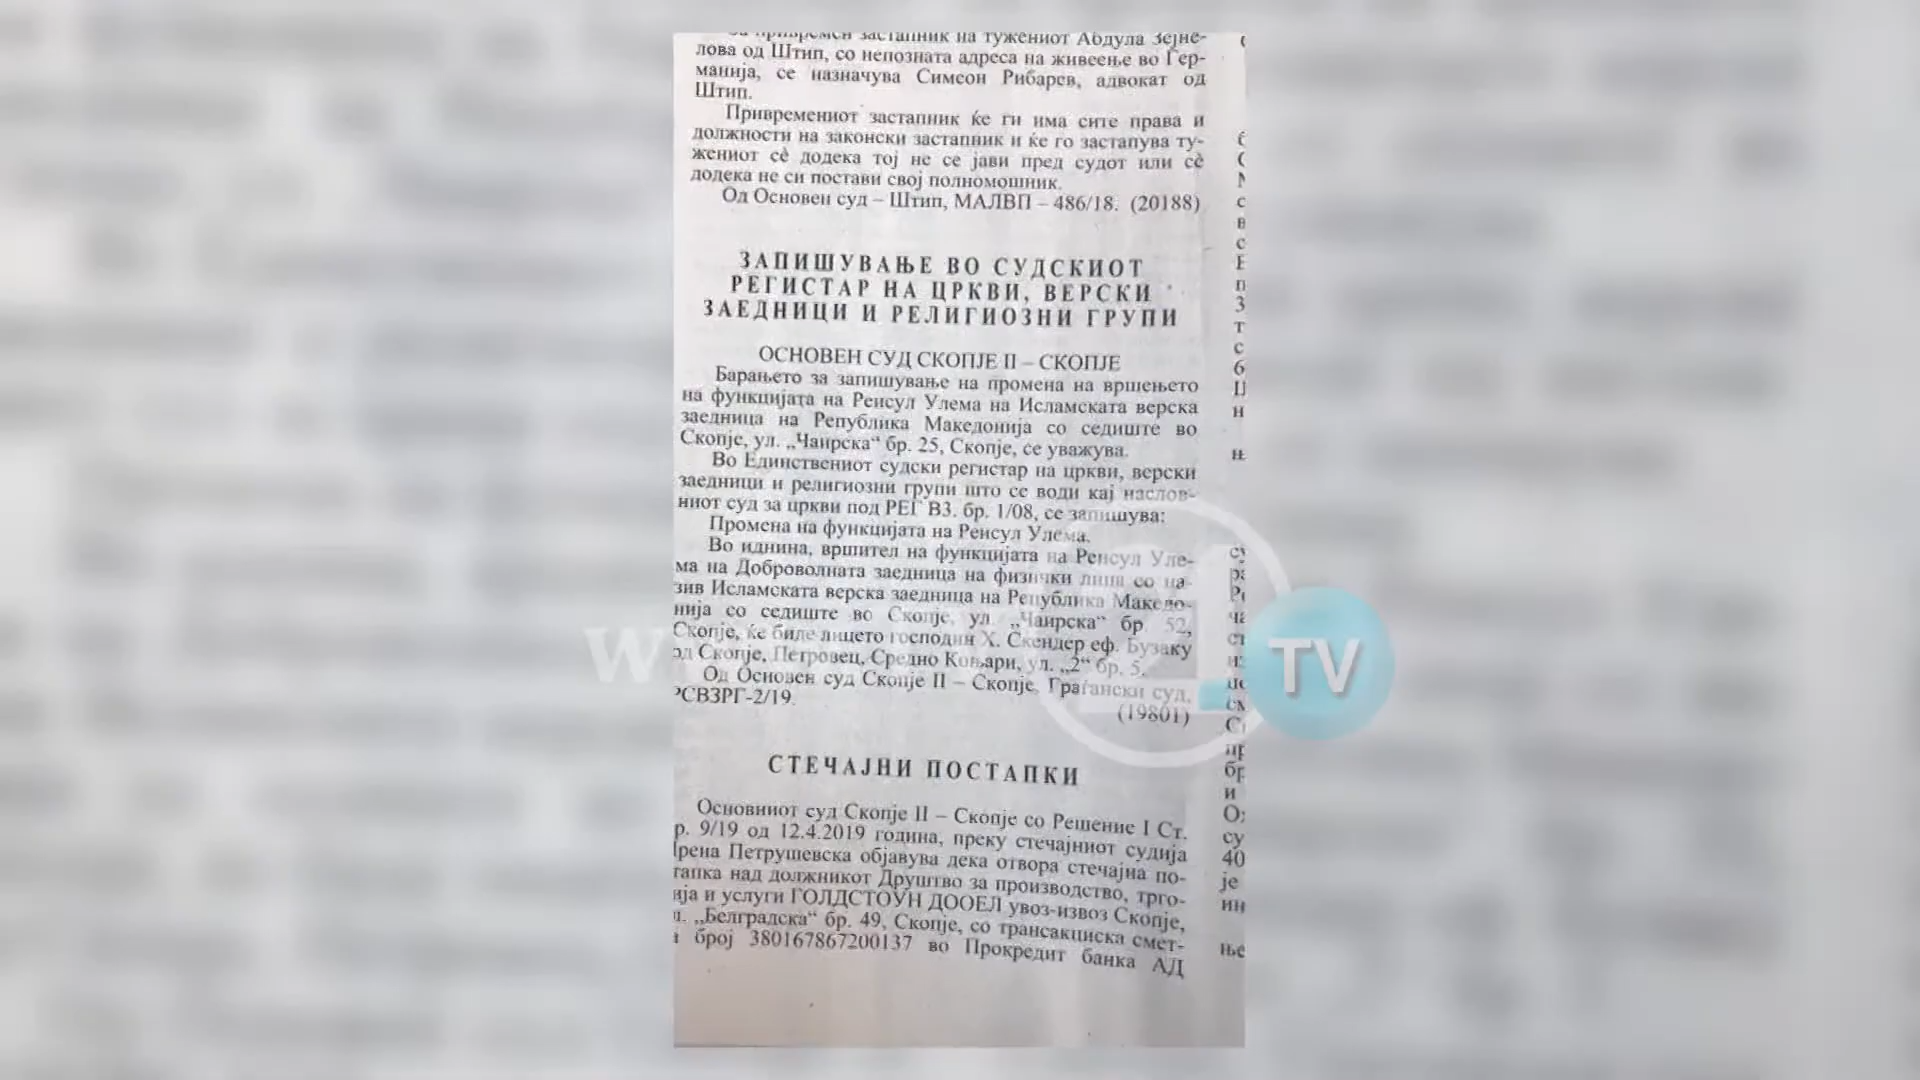 привремен застапник на тужениот Абдула Зејне-
лова од Штип, со непозната адреса на живеење во Гер-
манија, се назначува Симеон Рибарев, адвокат од
Штип.
Привремениот застапник ќе ги има сите права и
должности на законски застапник и ќе го застапува ту-
жениот сѐ додека тој не се јави пред судот или сѐ
додека не си постави свој полномошник.
Од Основен суд – Штип, МАЛВП – 486/18. (20188)
ЗАПИШУВАЊЕ ВО СУДСКИОТ
РЕГИСТАР НА ЦРКВИ, ВЕРСКИ
ЗАЕДНИЦИ И РЕЛИГИОЗНИ ГРУПИ
ОСНОВЕН СУД СКОПЈЕ II – СКОПЈЕ
Барањето за запишување на промена на вршењето
на функцијата на Реисул Улема на Исламската верска
заедница на Република Македонија со седиште во
Скопје, ул. „Чаирска“ бр. 25, Скопје, се уважува.
Во Единствениот судски регистар на цркви, верски
заедници и религиозни групи што се води кај наслов-
ниот суд за цркви под РЕГ ВЗ. бр. 1/08, се запишува:
Промена на функцијата на Реисул Улема.
Во иднина, вршител на функцијата на Реисул Уле-
ма на Доброволната заедница на физички лица со на-
зив Исламската верска заедница на Република Македо-
нија со седиште во Скопје, ул. „Чаирска“ бр 52,
Скопје, ќе биде лицето господин Х. Скендер еф. Бузаку
од Скопје, Петровец, Средно Коњари, ул. „2“ бр. 5.
Од Основен суд Скопје II – Скопје, Граѓански суд,
РСВЗРГ-2/19.
(19801)
СТЕЧАЈНИ ПОСТАПКИ
Основниот суд Скопје II – Скопје со Решение I Ст.
р. 9/19 од 12.4.2019 година, преку стечајниот судија
рена Петрушевска објавува дека отвора стечајна по-
тапка над должникот Друштво за производство, трго-
ија и услуги ГОЛДСТОУН ДООЕЛ увоз-извоз Скопје,
л. „Белградска“ бр. 49, Скопје, со трансакциска смет-
а број 380167867200137 во Прокредит банка АД
21
TV